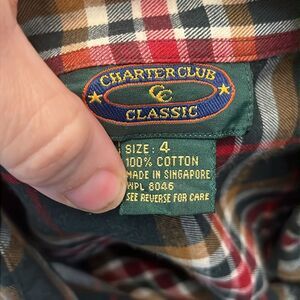 CHARTER CLUB
CC
CLASSIC
SIZE: 4
100% COTTON
MADE IN SINGAPORE
WPL 8046
SEE REVERSE FOR CARE